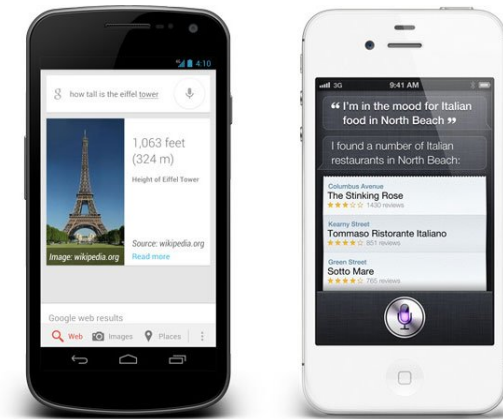 4G 4:10
g how tall is the eiffel tower
1,063 feet
(324 m)
Height of Eiffel Tower
Source: wikipedia.org
Image: wikipedia.org
Read more
Google web results
Web Images Places
3G 9:41 AM
“ I'm in the mood for Italian
food in North Beach ”
I found a number of Italian
restaurants in North Beach:
Columbus Avenue
The Stinking Rose
1430 reviews
Kearny Street
Tommaso Ristorante Italiano
851 reviews
Green Street
Sotto Mare
765 reviews